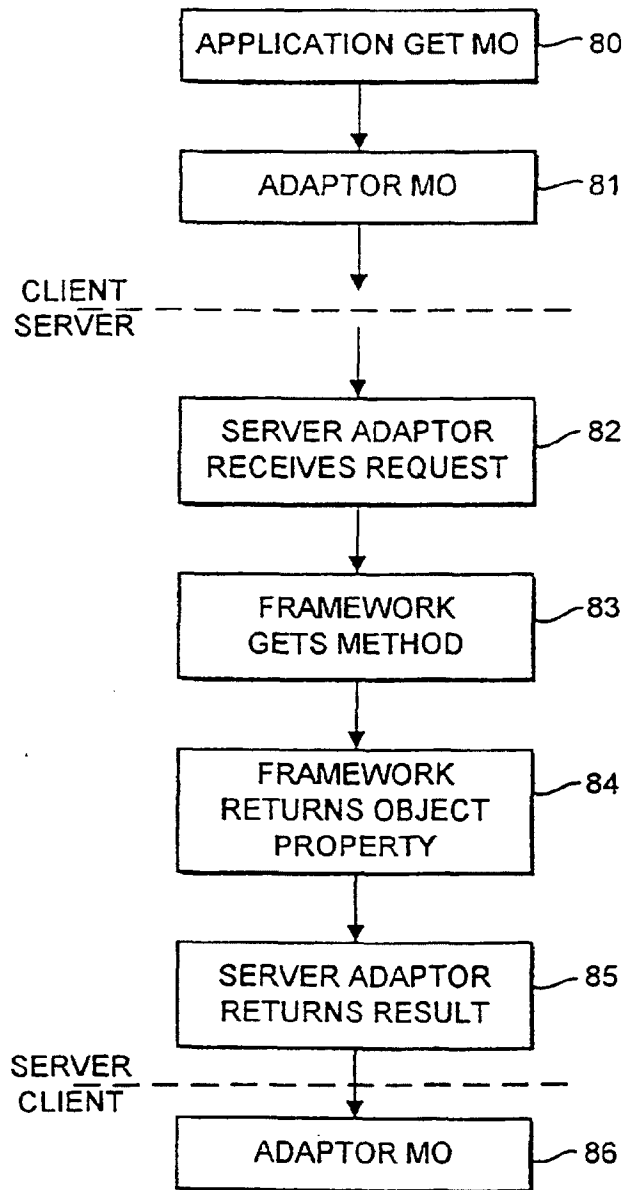 APPLICATION GET MO
80
ADAPTOR MO
81
CLIENT
SERVER
SERVER ADAPTOR
RECEIVES REQUEST
82
FRAMEWORK
GETS METHOD
83
FRAMEWORK
RETURNS OBJECT
PROPERTY
84
SERVER ADAPTOR
RETURNS RESULT
85
SERVER
CLIENT
ADAPTOR MO
86